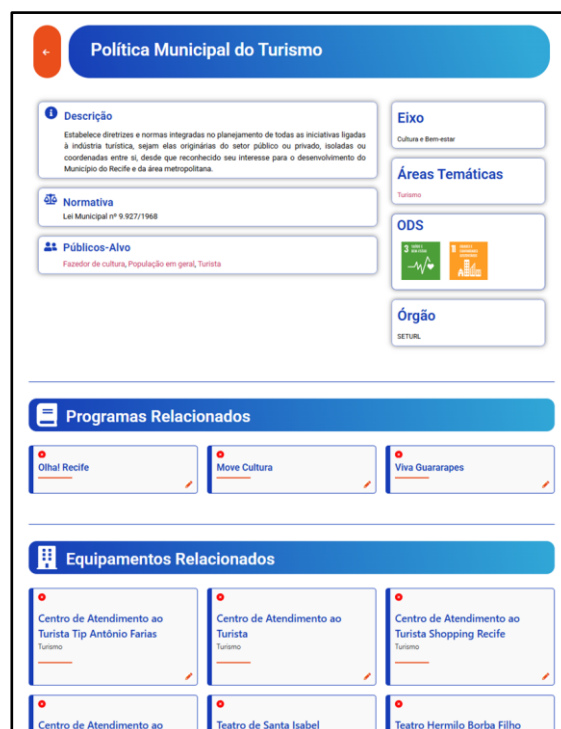 Política Municipal do Turismo
Descrição
Estabelece diretrizes e normas integradas no planejamento de todas as iniciativas ligadas
à indústria turística, sejam elas originárias do setor público ou privado, isoladas ou
coordenadas entre si, desde que reconhecido seu interesse para o desenvolvimento do
Município do Recife e da área metropolitana.
Normativa
Lei Municipal nº 9.927/1968
Públicos-Alvo
Fazedor de cultura, População em geral, Turista
Eixo
Cultura e Bem-estar
Áreas Temáticas
Turismo
ODS
3
Órgão
SETURL
Programas Relacionados
Olha! Recife
Move Cultura
Viva Guararapes
Equipamentos Relacionados
Centro de Atendimento ao
Turista Tip Antônio Farias
Turismo
Centro de Atendimento ao
Turista
Turismo
Centro de Atendimento ao
Turista Shopping Recife
Turismo
Centro de Atendimento ao
Teatro de Santa Isabel
Teatro Hermilo Borba Filho